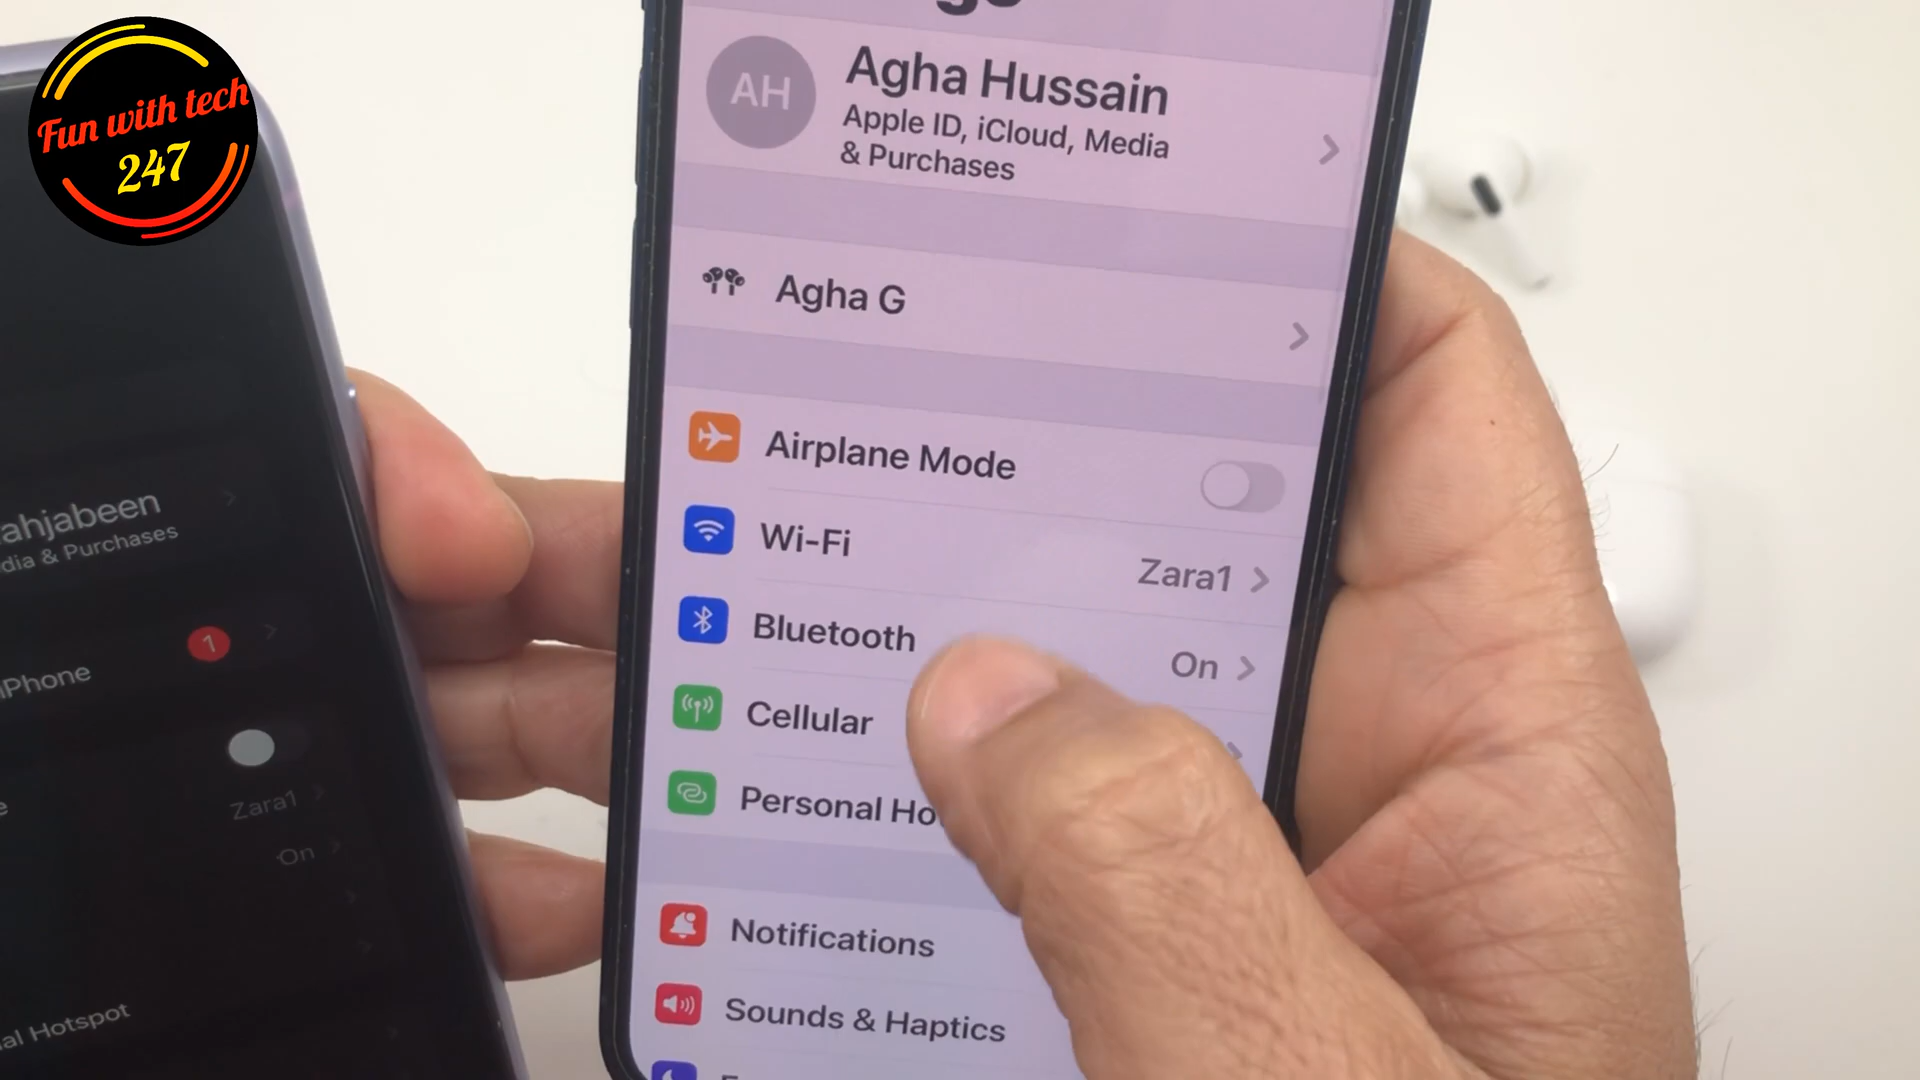 Fun with tech
247
AH
Agha Hussain
Apple ID, iCloud, Media
& Purchases
Agha G
Airplane Mode
Wi-Fi
Zara1
Bluetooth
On
Cellular
Personal Ho
Notifications
Sounds & Haptics
ahjabeen
dia & Purchases
iPhone
1
Zara1
On
al Hotspot